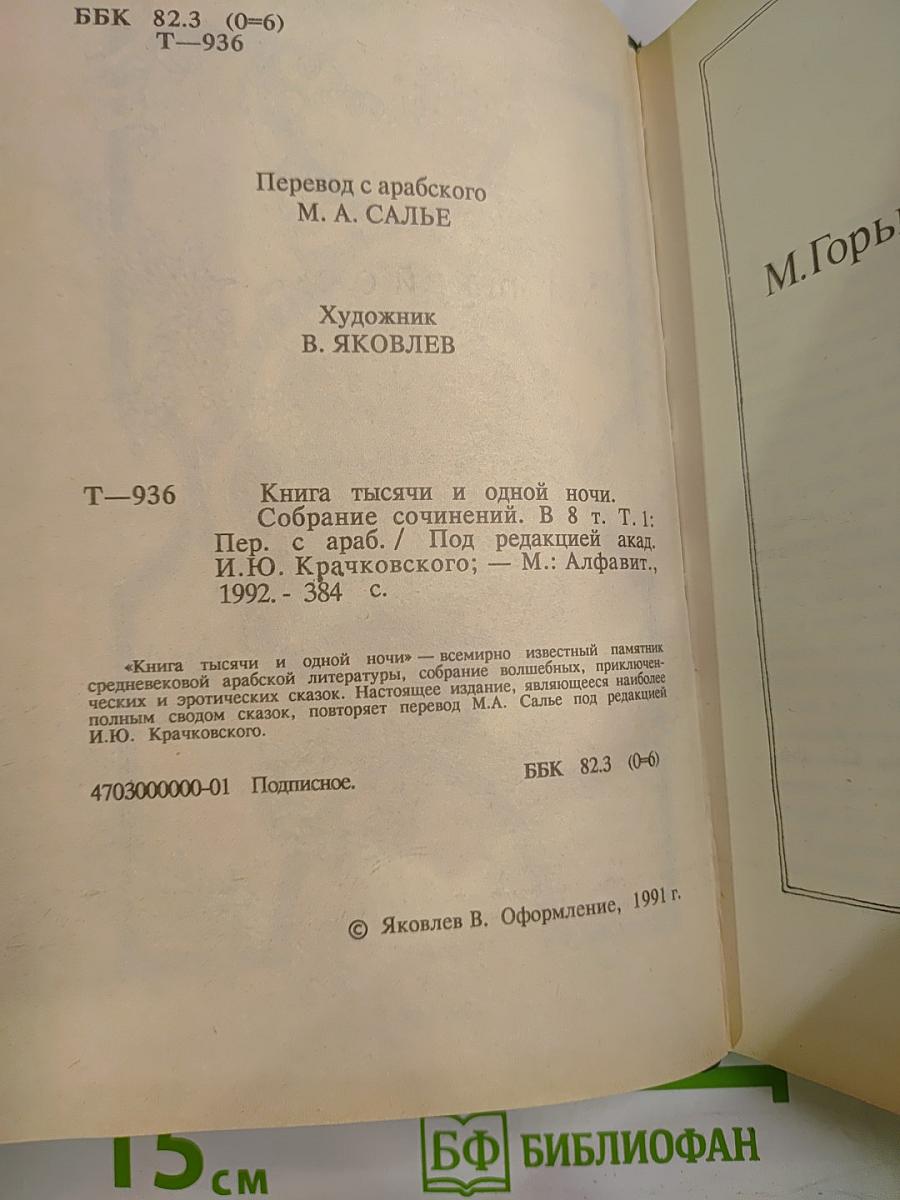 ББК 82.3 (0=6)
Т—936
Перевод с арабского
М. А. САЛЬЕ
Художник
В. ЯКОВЛЕВ
Т—936 Книга тысячи и одной ночи.
Собрание сочинений. В 8 т. Т.1:
Пер. с араб. / Под редакцией акад.
И.Ю. Крачковского; — М.: Алфавит.,
1992.- 384 с.
«Книга тысячи и одной ночи» — всемирно известный памятник
средневековой арабской литературы, собрание волшебных, приключен-
ческих и эротических сказок. Настоящее издание, являющееся наиболее
полным сводом сказок, повторяет перевод М.А. Салье под редакцией
И.Ю. Крачковского.
4703000000-01 Подписное. ББК 82.3 (0=6)
© Яковлев В. Оформление, 1991 г.
М.Горь
15 см
БФ БИБЛИОФАН